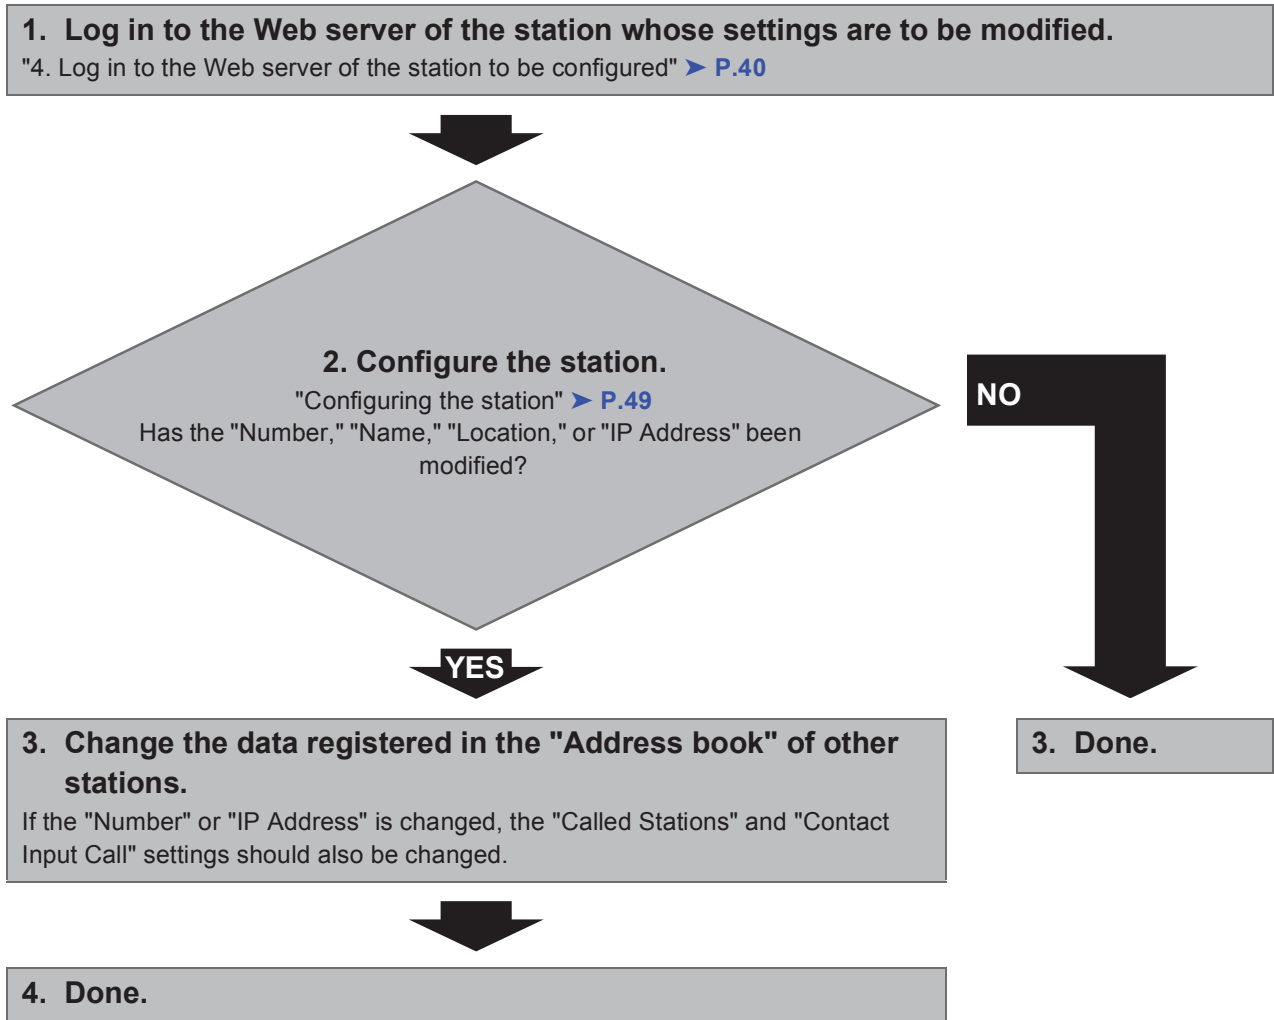 1. Log in to the Web server of the station whose settings are to be modified.
"4. Log in to the Web server of the station to be configured" ➤ P.40
2. Configure the station.
"Configuring the station" ➤ P.49
Has the "Number," "Name," "Location," or "IP Address" been
modified?
NO
YES
3. Change the data registered in the "Address book" of other
stations.
If the "Number" or "IP Address" is changed, the "Called Stations" and "Contact
Input Call" settings should also be changed.
3. Done.
4. Done.